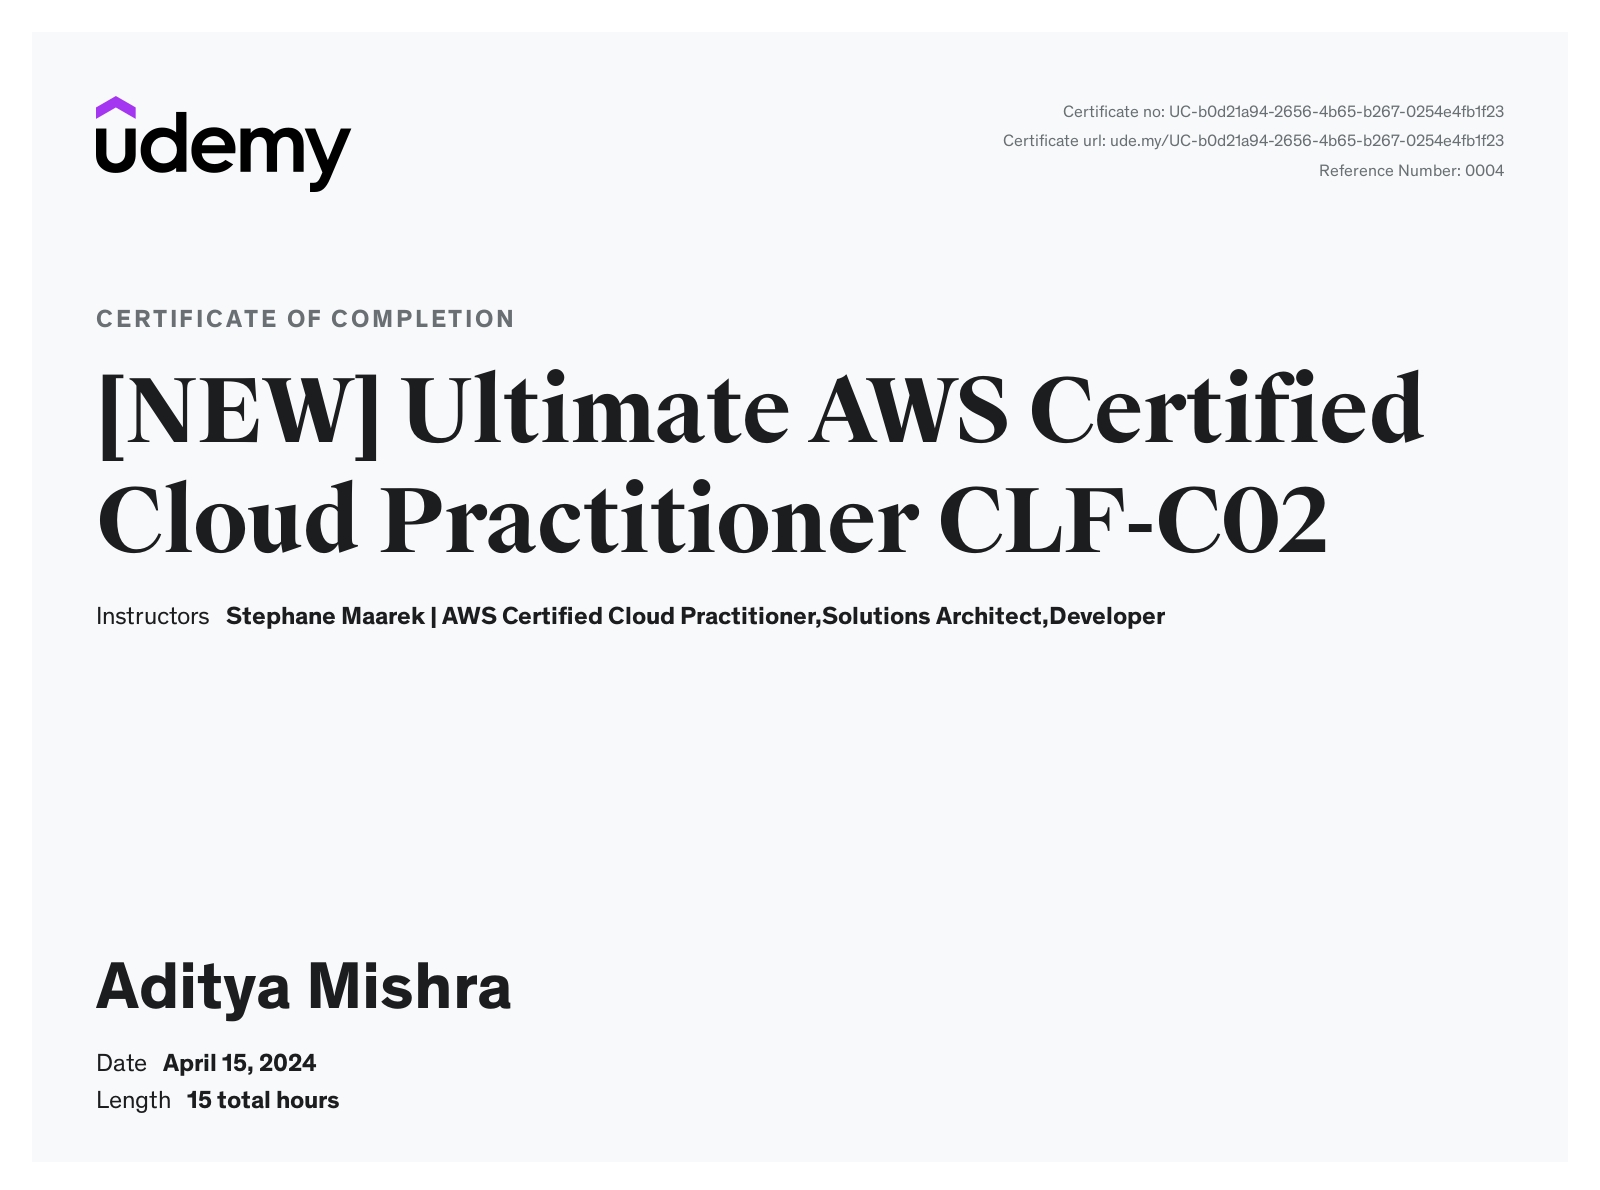 udemy
Certificate no: UC-b0d21a94-2656-4b65-b267-0254e4fb1f23
Certificate url: ude.my/UC-b0d21a94-2656-4b65-b267-0254e4fb1f23
Reference Number: 0004
CERTIFICATE OF COMPLETION
[NEW] Ultimate AWS Certified
Cloud Practitioner CLF-C02
Instructors Stephane Maarek | AWS Certified Cloud Practitioner,Solutions Architect,Developer
Aditya Mishra
Date April 15, 2024
Length 15 total hours